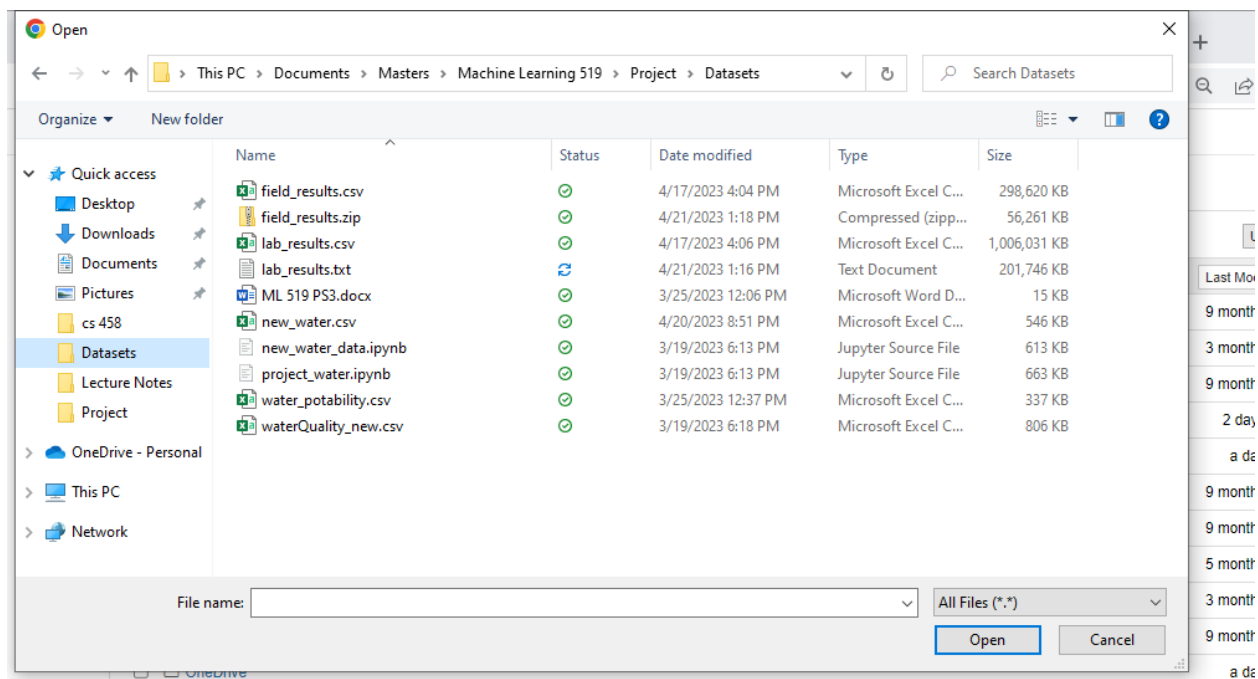 Open
This PC > Documents > Masters > Machine Learning 519 > Project > Datasets
Search Datasets
Organize
New folder
Name Status Date modified Type Size
Quick access
Desktop
Downloads
Documents
Pictures
cs 458
Datasets
Lecture Notes
Project
OneDrive - Personal
This PC
Network
field_results.csv 4/17/2023 4:04 PM Microsoft Excel C... 298,620 KB
field_results.zip 4/21/2023 1:18 PM Compressed (zipp... 56,261 KB
lab_results.csv 4/17/2023 4:06 PM Microsoft Excel C... 1,006,031 KB
lab_results.txt 4/21/2023 1:16 PM Text Document 201,746 KB
ML 519 PS3.docx 3/25/2023 12:06 PM Microsoft Word D... 15 KB
new_water.csv 4/20/2023 8:51 PM Microsoft Excel C... 546 KB
new_water_data.ipynb 3/19/2023 6:13 PM Jupyter Source File 613 KB
project_water.ipynb 3/19/2023 6:13 PM Jupyter Source File 663 KB
water_potability.csv 3/25/2023 12:37 PM Microsoft Excel C... 337 KB
waterQuality_new.csv 3/19/2023 6:18 PM Microsoft Excel C... 806 KB
File name:
All Files (*.*)
Open
Cancel
Last Mo
9 month
3 month
9 month
2 day
a da
9 month
9 month
5 month
3 month
9 month
a da
OneDrive